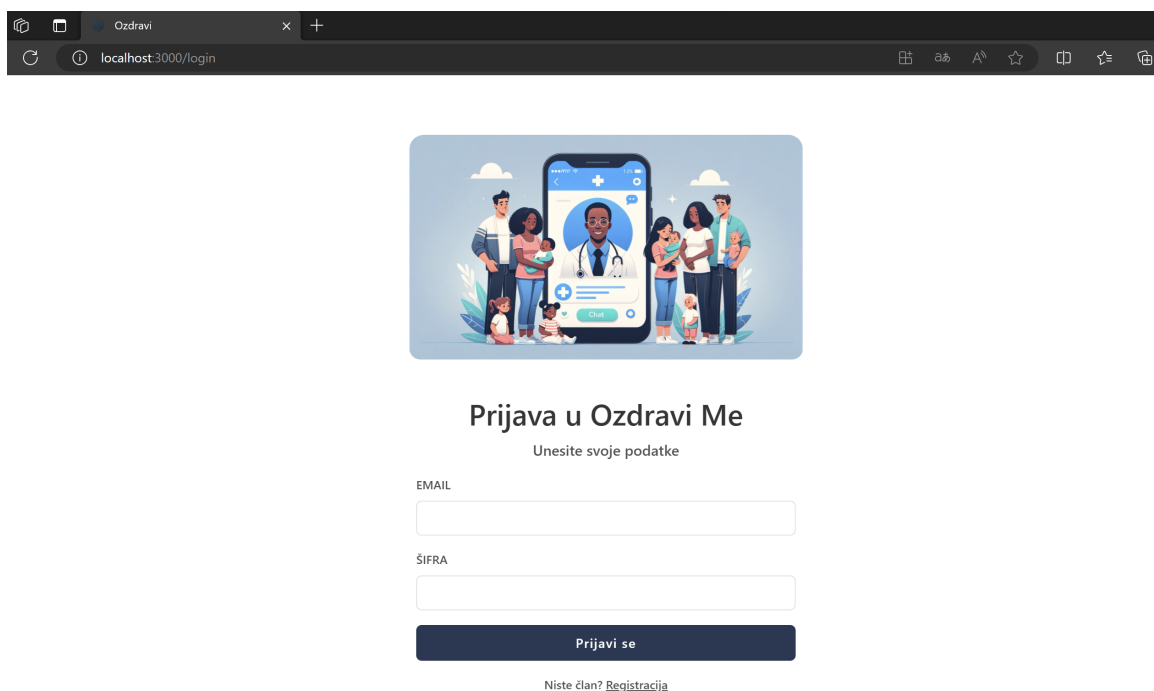 Ozdravi
localhost:3000/login
Chat
Prijava u Ozdravi Me
Unesite svoje podatke
EMAIL
ŠIFRA
Prijavi se
Niste član? Registracija